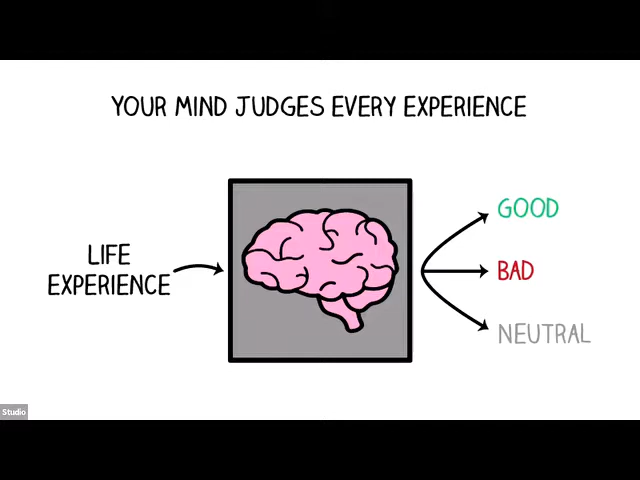 YOUR MIND JUDGES EVERY EXPERIENCE
LIFE
EXPERIENCE
GOOD
BAD
NEUTRAL
Studio